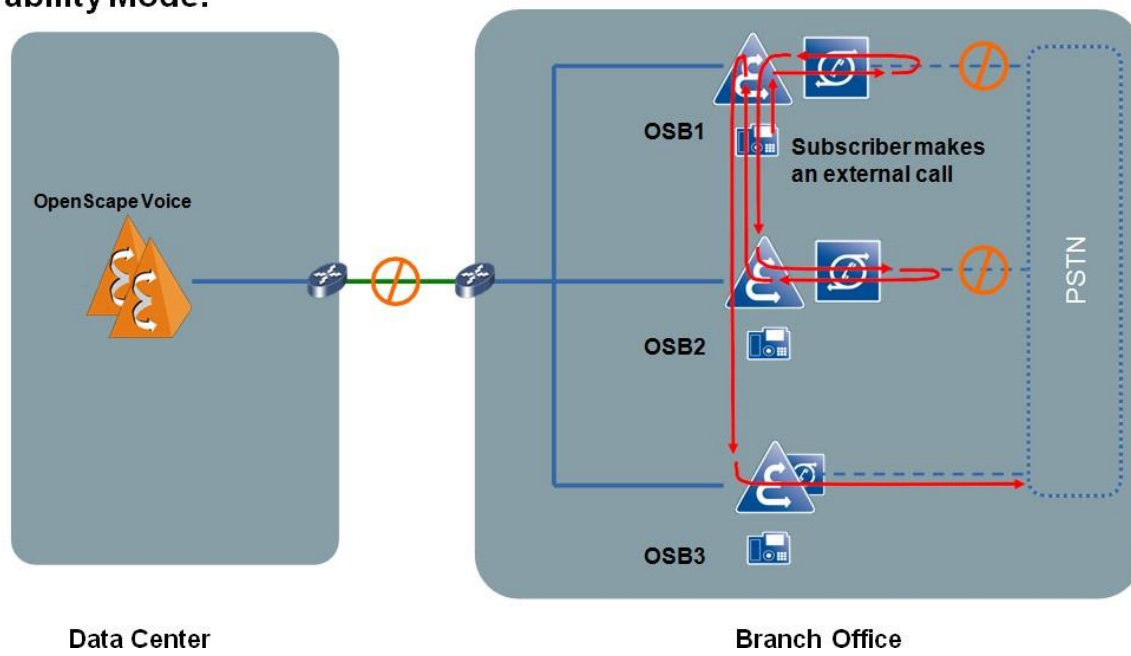 OpenScape Voice
OSB1
Subscriber makes
an external call
OSB2
OSB3
PSTN
Data Center
Branch Office